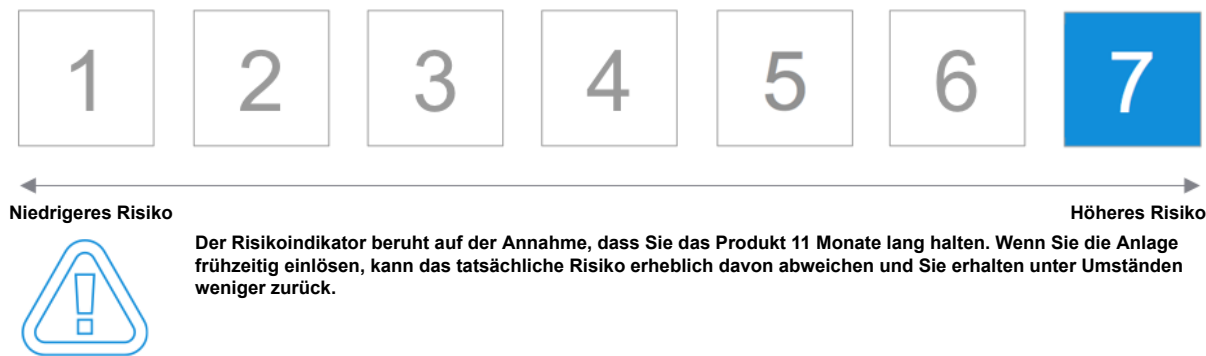 1 2 3 4 5 6 7
Niedrigeres Risiko Höheres Risiko
Der Risikoindikator beruht auf der Annahme, dass Sie das Produkt 11 Monate lang halten. Wenn Sie die Anlage
frühzeitig einlösen, kann das tatsächliche Risiko erheblich davon abweichen und Sie erhalten unter Umständen
weniger zurück.